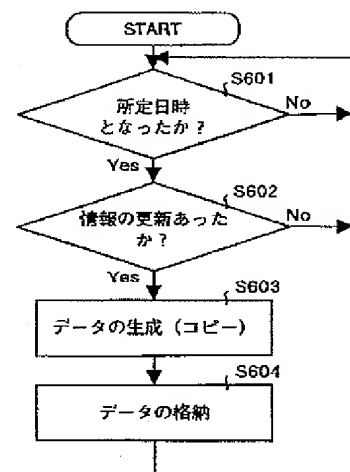 START
S601
所定日時
となったか？
No
Yes
S602
情報の更新あった
か？
No
Yes
S603
データの生成（コピー）
S604
データの格納